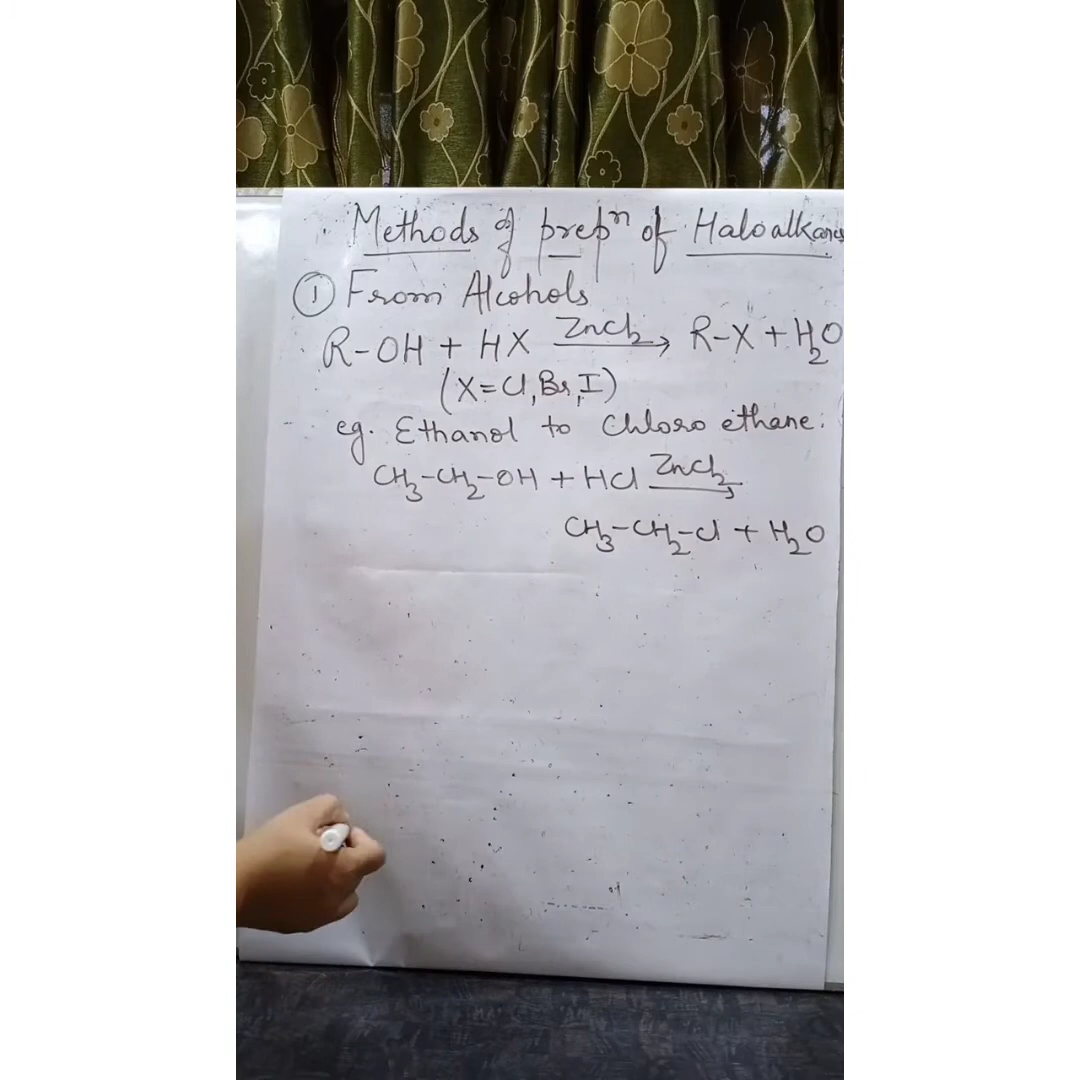 Methods of prepⁿ of Haloalkanes
① From Alcohols
R-OH + HX ZnCl₂→ R-X + H₂O
(X=Cl, Br, I)
eg. Ethanol to Chloro ethane.
CH₃-CH₂-OH + HCl ZnCl₂→
CH₃-CH₂-Cl + H₂O